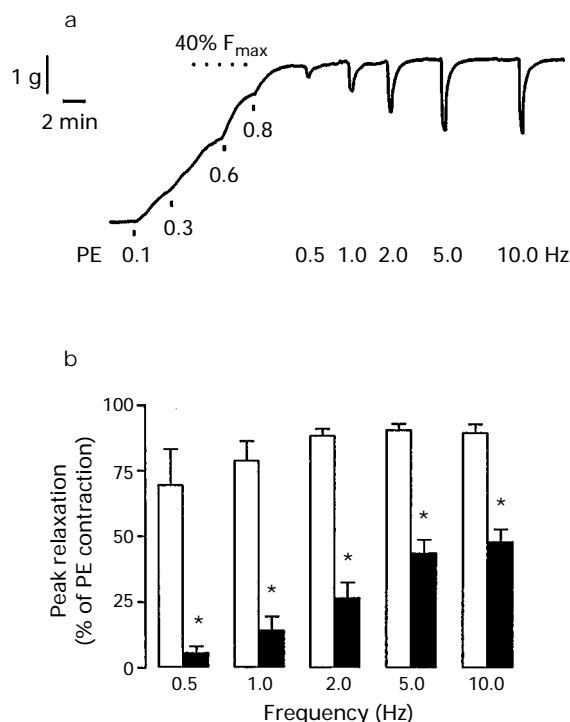 a
40% Fmax
1 g
2 min
0.8
0.6
0.3
PE 0.1 0.5 1.0 2.0 5.0 10.0 Hz
b
100
75
50
25
0
Peak relaxation
(% of PE contraction)
* * * * *
0.5 1.0 2.0 5.0 10.0
Frequency (Hz)